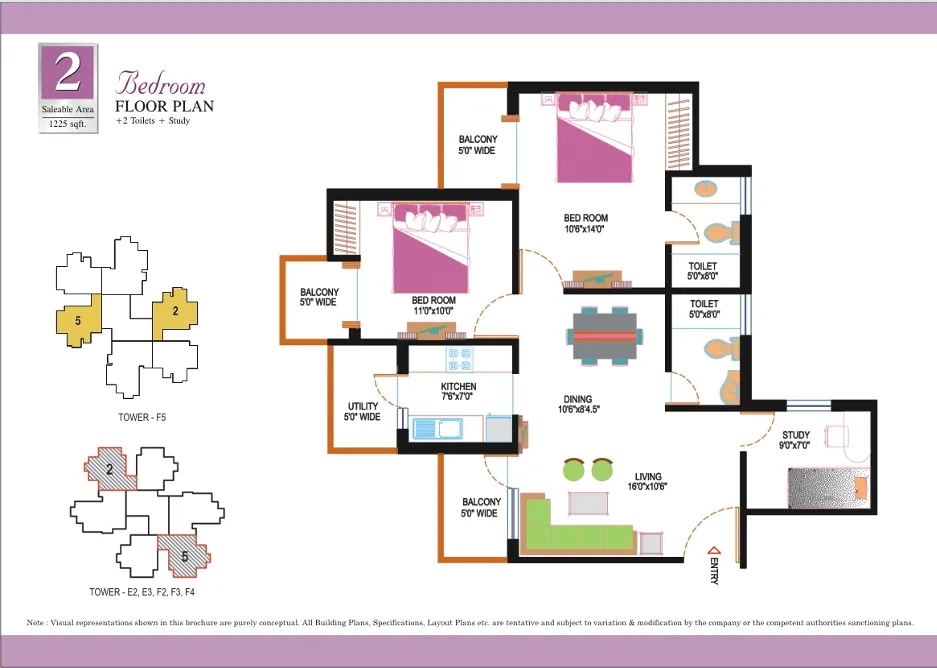 2
Saleable Area
1225 sqft.
Bedroom
FLOOR PLAN
+2 Toilets + Study
BALCONY
5'0" WIDE
BED ROOM
10'6"x14'0"
TOILET
5'0"x8'0"
BALCONY
5'0" WIDE
BED ROOM
11'0"x10'0"
TOILET
5'0"x8'0"
5
2
TOWER - F5
KITCHEN
7'6"x7'0"
UTILITY
5'0" WIDE
DINING
10'6"x8'4.5"
STUDY
9'0"x7'0"
LIVING
16'0"x10'6"
BALCONY
5'0" WIDE
ENTRY
2
5
TOWER - E2, E3, F2, F3, F4
Note : Visual representations shown in this brochure are purely conceptual. All Building Plans, Specifications, Layout Plans etc. are tentative and subject to variation & modification by the company or the competent authorities sanctioning plans.